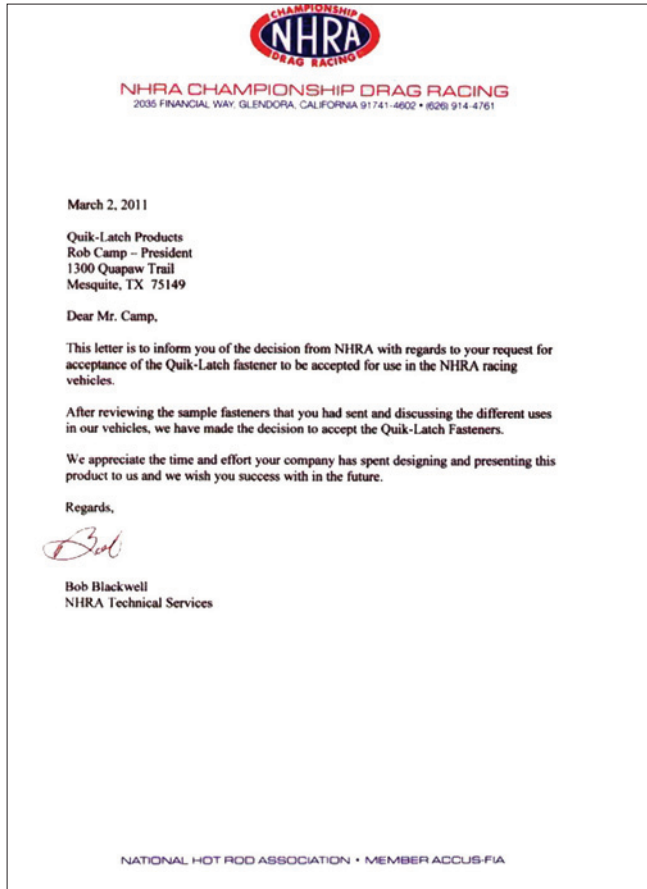 CHAMPIONSHIP
NHRA
DRAG RACING
NHRA CHAMPIONSHIP DRAG RACING
2035 FINANCIAL WAY, GLENDORA, CALIFORNIA 91741-4602 • (626) 914-4761
March 2, 2011
Quik-Latch Products
Rob Camp – President
1300 Quapaw Trail
Mesquite, TX 75149
Dear Mr. Camp,
This letter is to inform you of the decision from NHRA with regards to your request for
acceptance of the Quik-Latch fastener to be accepted for use in the NHRA racing
vehicles.
After reviewing the sample fasteners that you had sent and discussing the different uses
in our vehicles, we have made the decision to accept the Quik-Latch Fasteners.
We appreciate the time and effort your company has spent designing and presenting this
product to us and we wish you success with in the future.
Regards,
Bob
Bob Blackwell
NHRA Technical Services
NATIONAL HOT ROD ASSOCIATION • MEMBER ACCUS-FIA